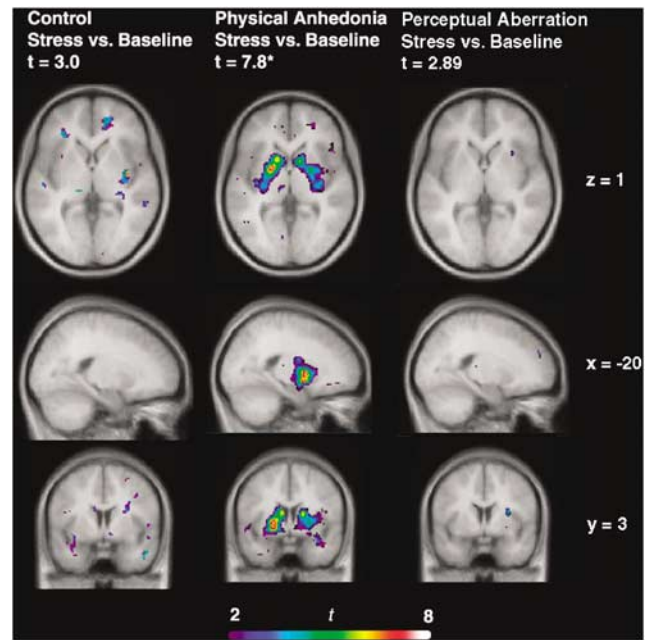 Control
Stress vs. Baseline
t = 3.0
Physical Anhedonia
Stress vs. Baseline
t = 7.8*
Perceptual Aberration
Stress vs. Baseline
t = 2.89
z = 1
x = -20
y = 3
2 t 8